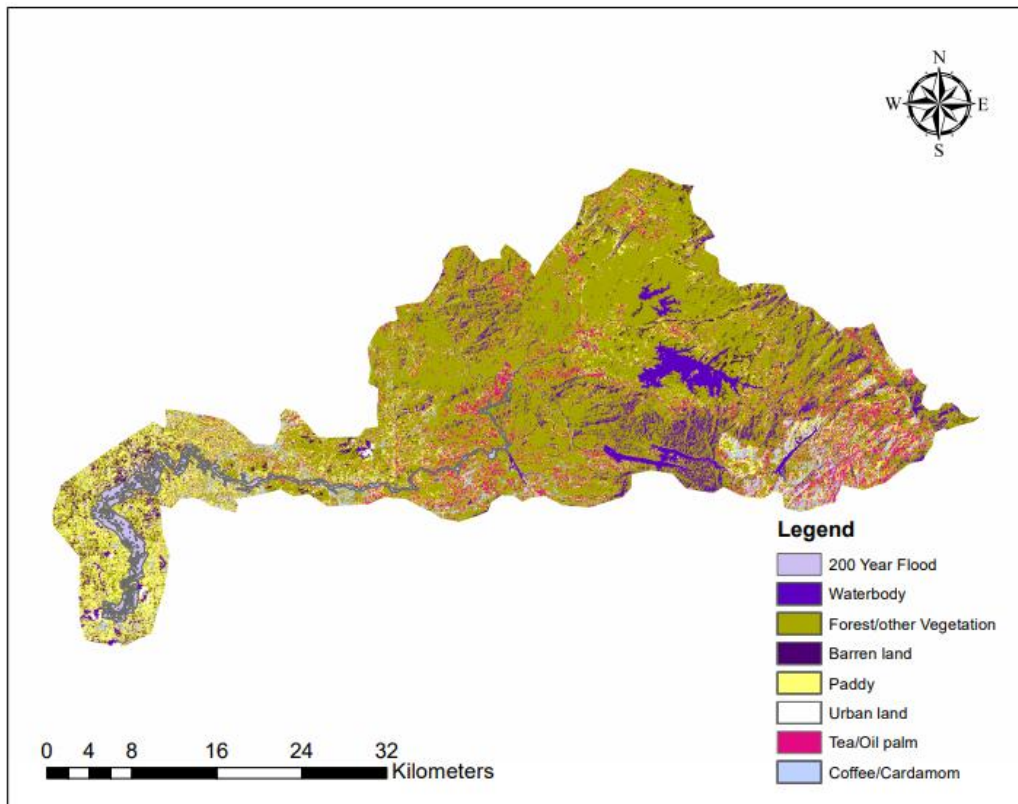 N
W E
S
Legend
200 Year Flood
Waterbody
Forest/other Vegetation
Barren land
Paddy
Urban land
Tea/Oil palm
Coffee/Cardamom
0 4 8 16 24 32
Kilometers